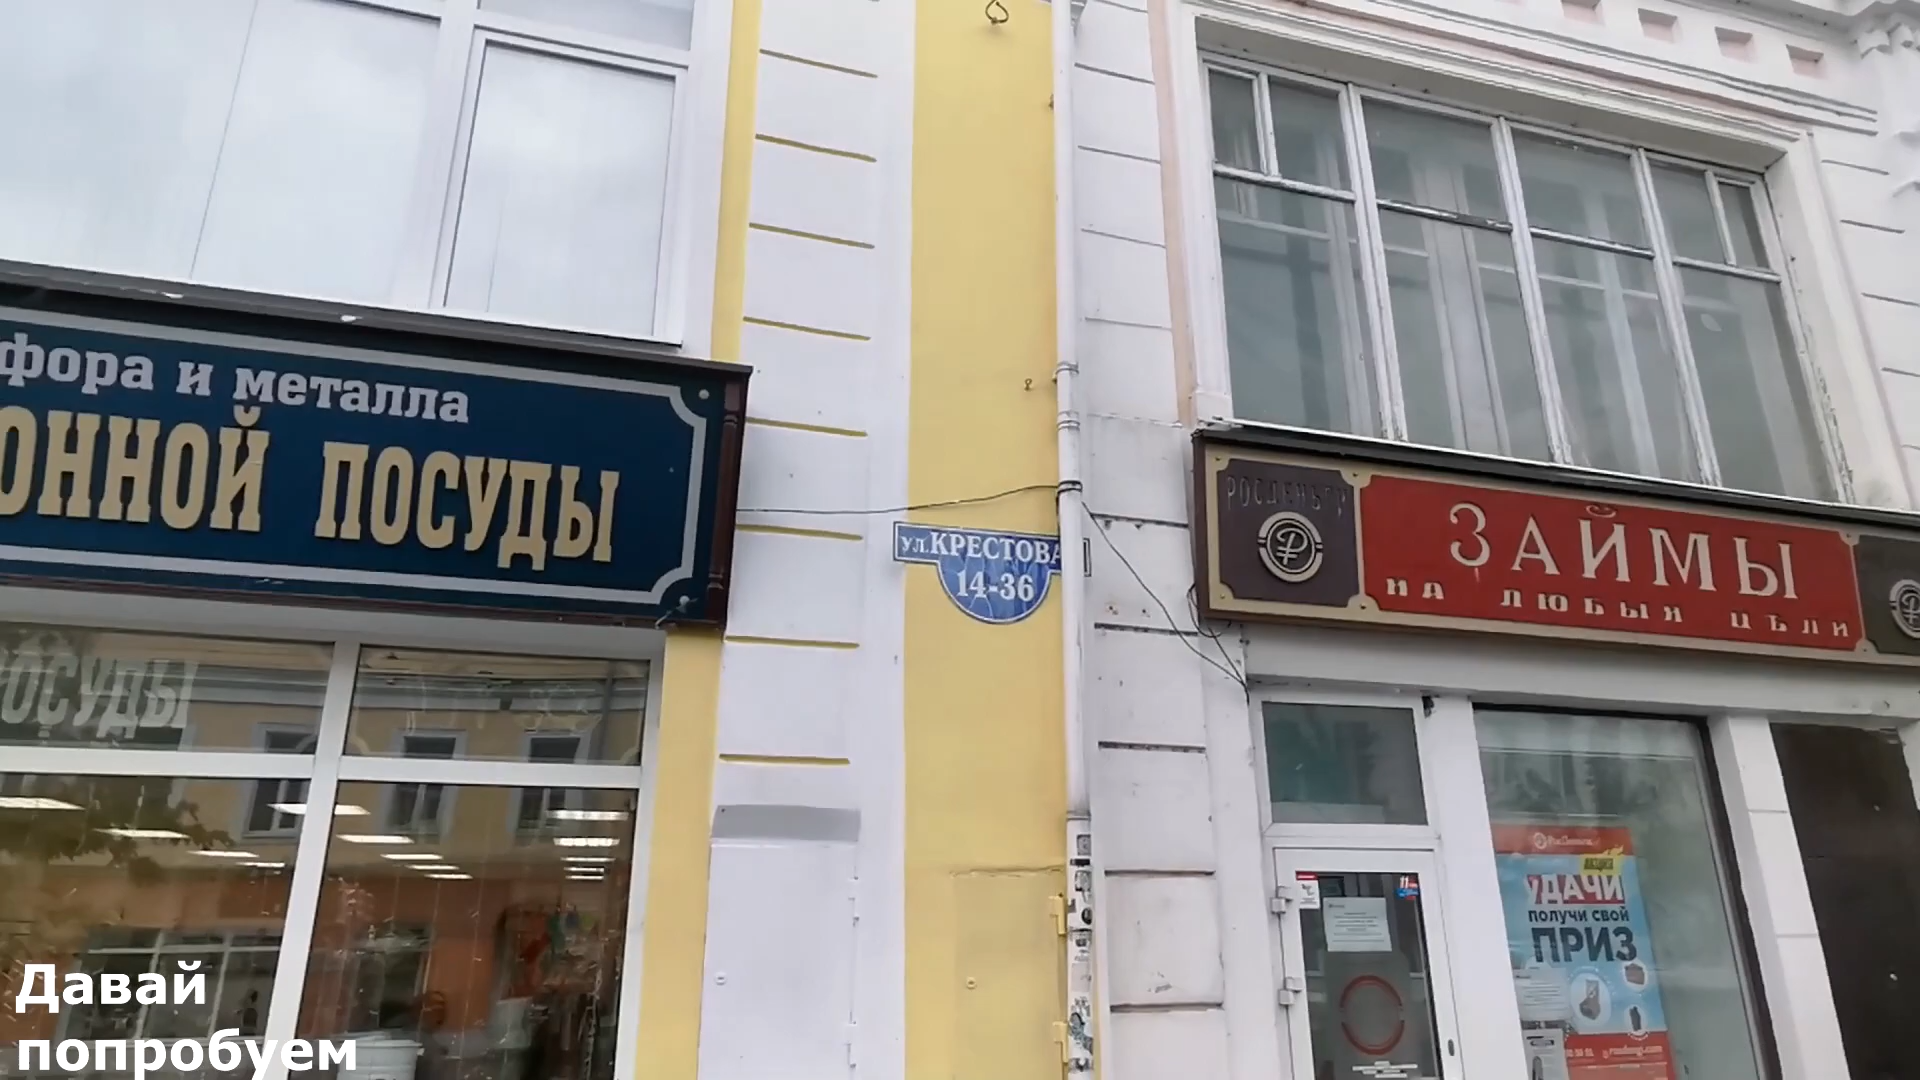 фора и металла
онной посуды
ПОСУДЫ
ул. КРЕСТОВА
14-36
РОСДЕНЬГИ
ЗАЙМЫ
НА ЛЮБЫЯ ЦѢЛИ
АКЦИЯ
УДАЧИ
ПОЛУЧИ СВОЙ
ПРИЗ
Давай
попробуем